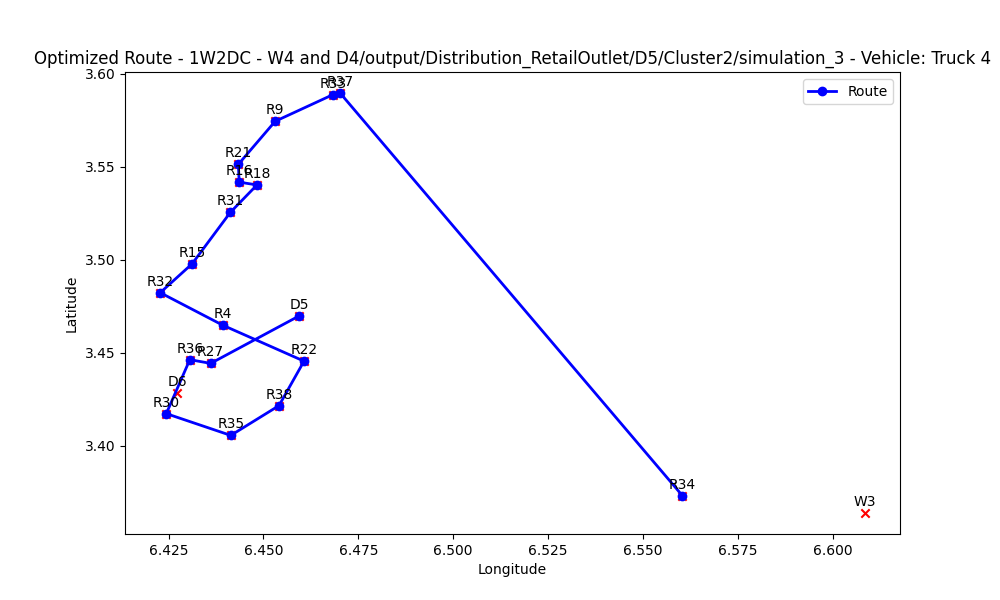 Optimized Route - 1W2DC - W4 and D4/output/Distribution_RetailOutlet/D5/Cluster2/simulation_3 - Vehicle: Truck 4
3.60
Route
R33
R37
R9
R21
3.55
R16
R18
R31
3.50
R15
R32
D5
R4
3.45
R36
R27
R22
D6
R30
R38
R35
3.40
R34
W3
Latitude
6.425 6.450 6.475 6.500 6.525 6.550 6.575 6.600
Longitude